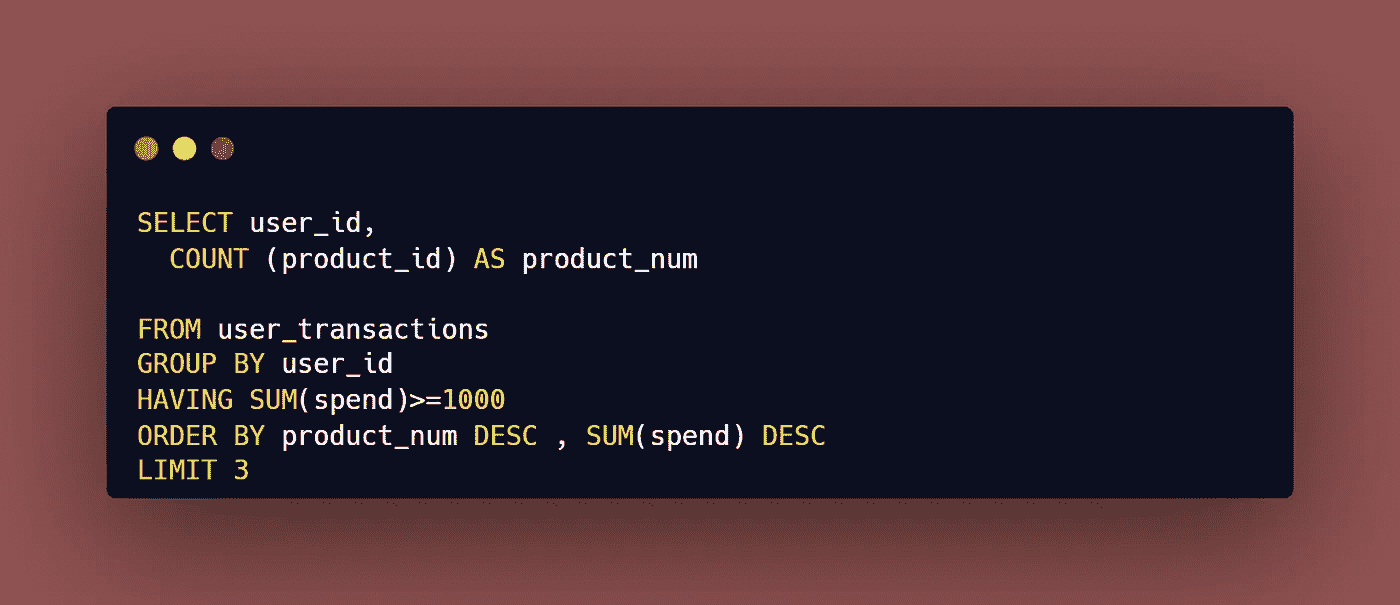 SELECT user_id,
  COUNT (product_id) AS product_num
FROM user_transactions
GROUP BY user_id
HAVING SUM(spend)>=1000
ORDER BY product_num DESC , SUM(spend) DESC
LIMIT 3